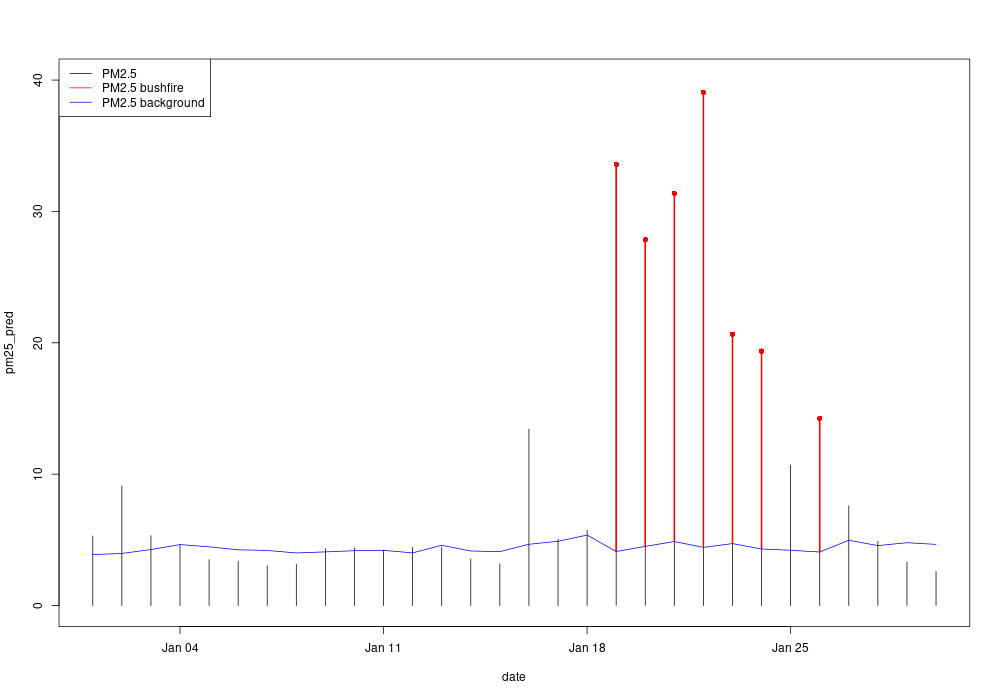 PM2.5
PM2.5 bushfire
PM2.5 background
40
30
20
10
0
pm25_pred
Jan 04
Jan 11
Jan 18
Jan 25
date